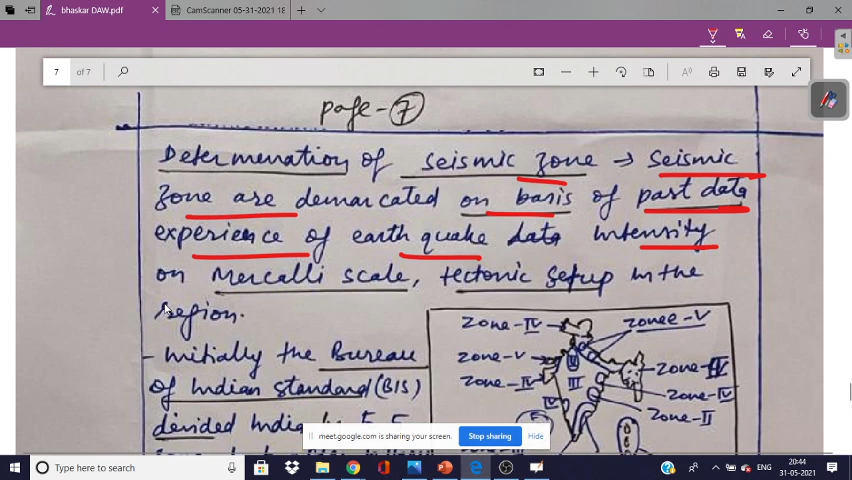 bhaskar DAW.pdf
CamScanner 05-31-2021 18
7 of 7
page-7
Determenation of seismic zone → Seismic
zone are demarcated on basis of past data
experience of earth quake data intensity
on Mercalli scale, tectonic setup in the
region.
- initially the Bureau
of Indian standard (BIS)
divided India
zone-IV
zonee-V
zone-V
zone-IV
III
zone-IV
zone-II
meet.google.com is sharing your screen.
Stop sharing
Hide
Type here to search
ENG
20:44
31-05-2021